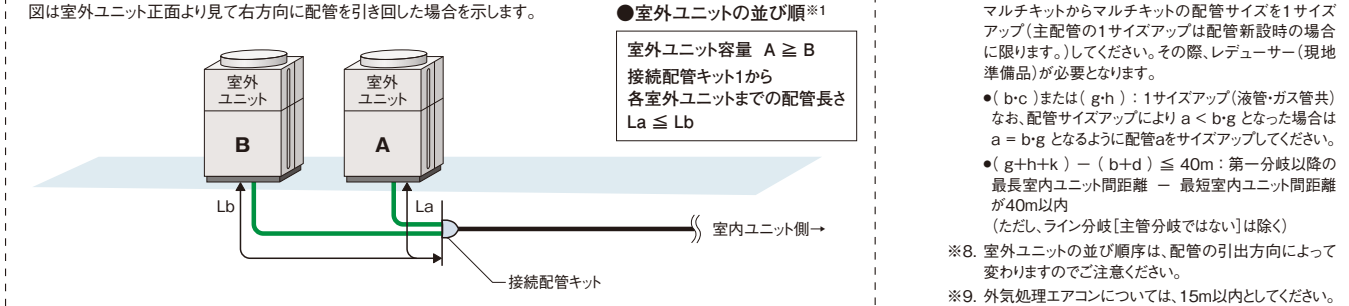 図は室外ユニット正面より見て右方向に配管を引き回した場合を示します。
●室外ユニットの並び順※1
室外ユニット容量 A ≧ B
接続配管キット1から
各室外ユニットまでの配管長さ
La ≦ Lb
室外
ユニット
B
室外
ユニット
A
Lb
La
室内ユニット側→
接続配管キット
マルチキットからマルチキットの配管サイズを1サイズ
アップ（主配管の1サイズアップは配管新設時の場合
に限ります。）してください。その際、レデューサー（現地
準備品）が必要となります。
●( b・c )または( g・h ) : 1サイズアップ（液管・ガス管共）
なお、配管サイズアップにより a < b・g となった場合は
a = b・g となるように配管aをサイズアップしてください。
●( g+h+k ) － ( b+d ) ≦ 40m : 第一分岐以降の
最長室内ユニット間距離 － 最短室内ユニット間距離
が40m以内
（ただし、ライン分岐［主管分岐ではない］は除く）
※8. 室外ユニットの並び順序は、配管の引出方向によって
変わりますのでご注意ください。
※9. 外気処理エアコンについては、15m以内としてください。